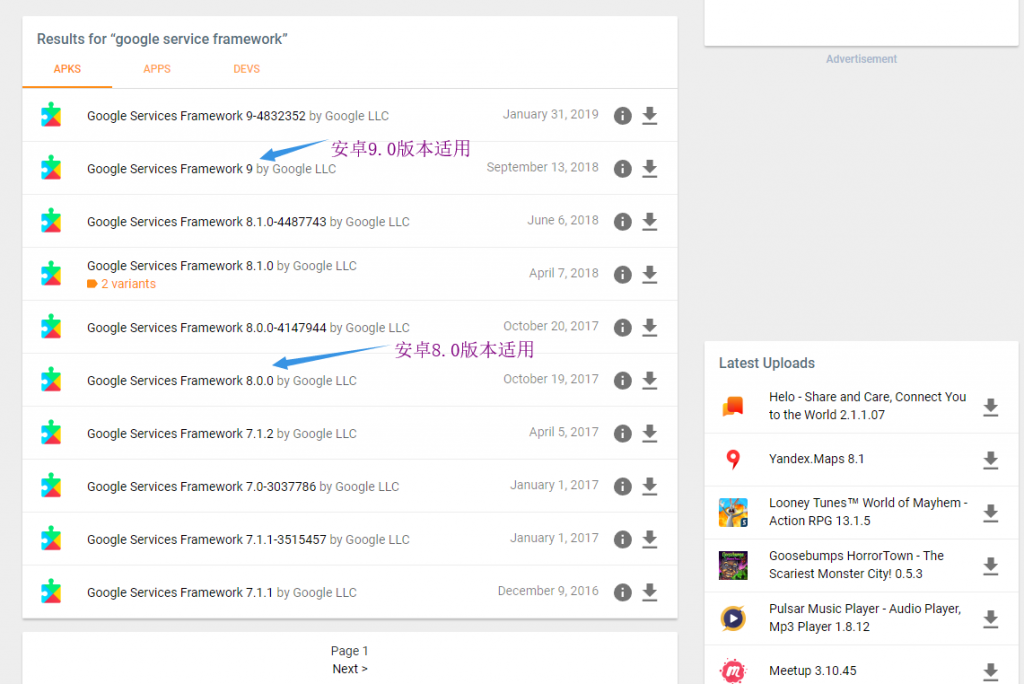 Results for “google service framework”
APKS APPS DEVS
Google Services Framework 9-4832352 by Google LLC January 31, 2019
安卓9.0版本适用
Google Services Framework 9 by Google LLC September 13, 2018
Google Services Framework 8.1.0-4487743 by Google LLC June 6, 2018
Google Services Framework 8.1.0 by Google LLC April 7, 2018
2 variants
Google Services Framework 8.0.0-4147944 by Google LLC October 20, 2017
安卓8.0版本适用
Google Services Framework 8.0.0 by Google LLC October 19, 2017
Google Services Framework 7.1.2 by Google LLC April 5, 2017
Google Services Framework 7.0-3037786 by Google LLC January 1, 2017
Google Services Framework 7.1.1-3515457 by Google LLC January 1, 2017
Google Services Framework 7.1.1 by Google LLC December 9, 2016
Page 1
Next >
Advertisement
Latest Uploads
Helo - Share and Care, Connect You
to the World 2.1.1.07
Yandex.Maps 8.1
Looney Tunes™ World of Mayhem -
Action RPG 13.1.5
Goosebumps HorrorTown - The
Scariest Monster City! 0.5.3
Pulsar Music Player - Audio Player,
Mp3 Player 1.8.12
Meetup 3.10.45